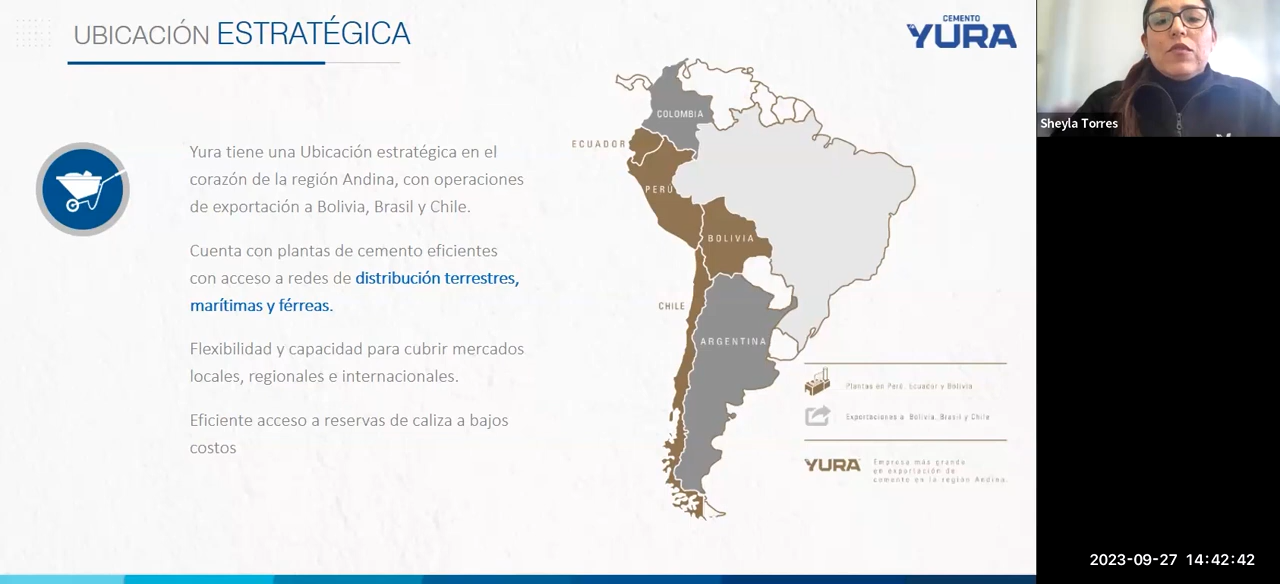 UBICACIÓN ESTRATÉGICA
CEMENTO
YURA
Sheyla Torres
Yura tiene una Ubicación estratégica en el
corazón de la región Andina, con operaciones
de exportación a Bolivia, Brasil y Chile.
Cuenta con plantas de cemento eficientes
con acceso a redes de distribución terrestres,
marítimas y férreas.
Flexibilidad y capacidad para cubrir mercados
locales, regionales e internacionales.
Eficiente acceso a reservas de caliza a bajos
costos
COLOMBIA
ECUADOR
PERÚ
BOLIVIA
CHILE
ARGENTINA
Plantas en Perú, Ecuador y Bolivia
Exportaciones a Bolivia, Brasil y Chile
YURA
Empresa más grande
en exportación de
cemento en la región Andina.
2023-09-27 14:42:42